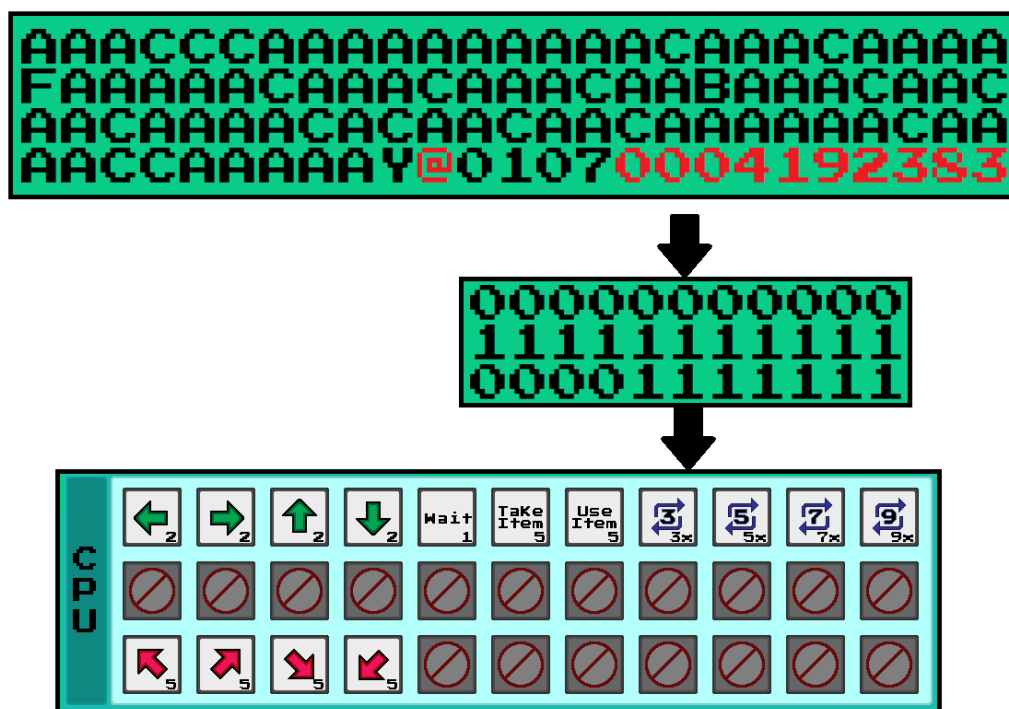 AAACCCAAAAAAAAAACAAACAAAA
FAAAAACAAACAAACAABAAACAAC
AACAAAACACAACAACAAAAAACAA
AACCAAAAAY@01070004192383
00000000000
11111111111
00001111111
CPU
2 2 2 2 Wait 1 Take Item 5 Use Item 5 3 3x 5 5x 7 7x 9 9x
5 5 5 5